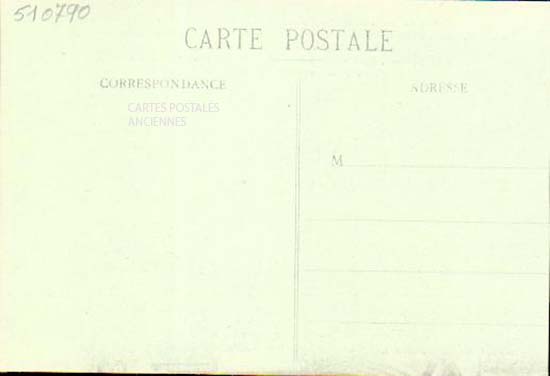 510790
CARTE POSTALE
CORRESPONDANCE
ADRESSE
CARTES POSTALES
ANCIENNES
M